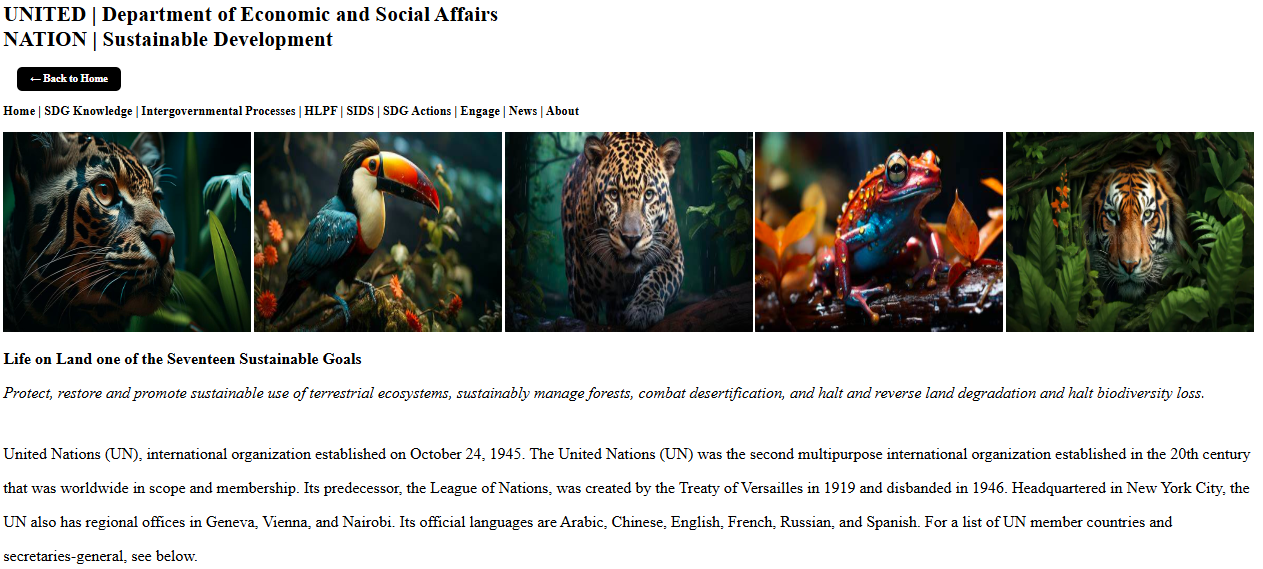 UNITED | Department of Economic and Social Affairs
NATION | Sustainable Development
← Back to Home
Home | SDG Knowledge | Intergovernmental Processes | HLPF | SIDS | SDG Actions | Engage | News | About
Life on Land one of the Seventeen Sustainable Goals
Protect, restore and promote sustainable use of terrestrial ecosystems, sustainably manage forests, combat desertification, and halt and reverse land degradation and halt biodiversity loss.
United Nations (UN), international organization established on October 24, 1945. The United Nations (UN) was the second multipurpose international organization established in the 20th century
that was worldwide in scope and membership. Its predecessor, the League of Nations, was created by the Treaty of Versailles in 1919 and disbanded in 1946. Headquartered in New York City, the
UN also has regional offices in Geneva, Vienna, and Nairobi. Its official languages are Arabic, Chinese, English, French, Russian, and Spanish. For a list of UN member countries and
secretaries-general, see below.